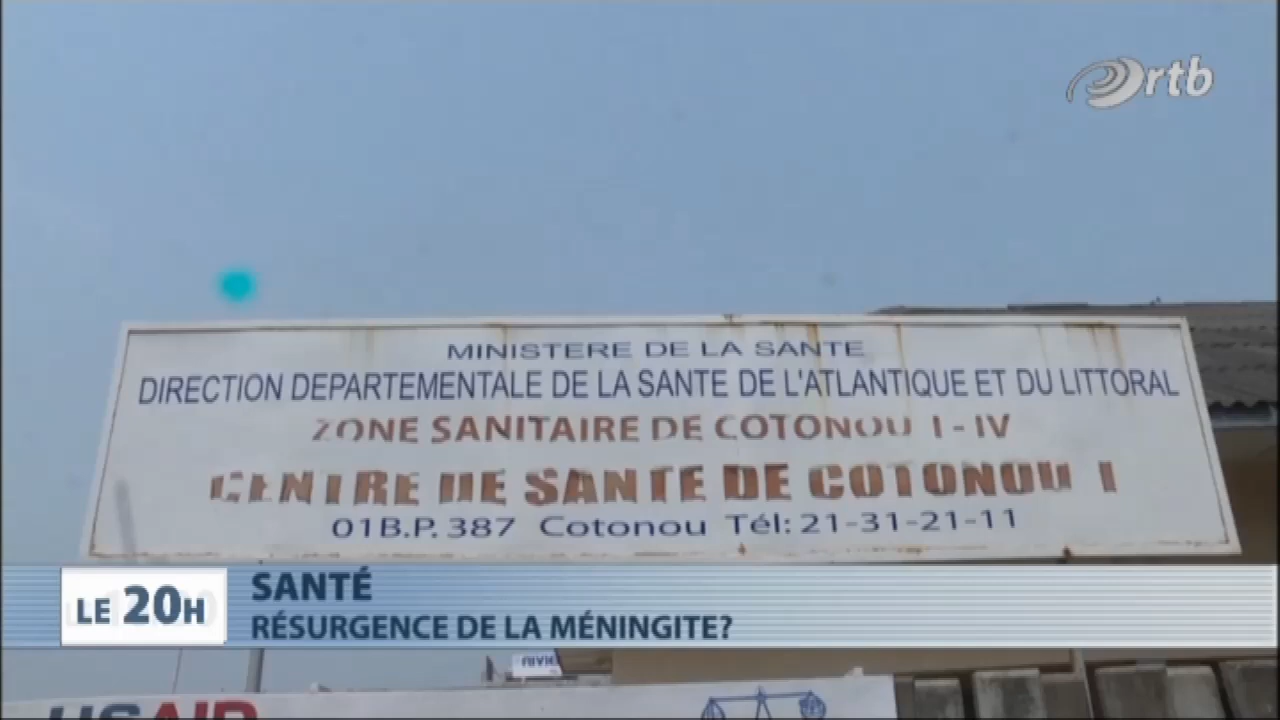 Ortb
MINISTERE DE LA SANTE
DIRECTION DEPARTEMENTALE DE LA SANTE DE L'ATLANTIQUE ET DU LITTORAL
ZONE SANITAIRE DE COTONOU I - IV
CENTRE DE SANTE DE COTONOU I
01B.P. 387 Cotonou Tél: 21-31-21-11
LE 20H
SANTÉ
RÉSURGENCE DE LA MÉNINGITE?
USAID